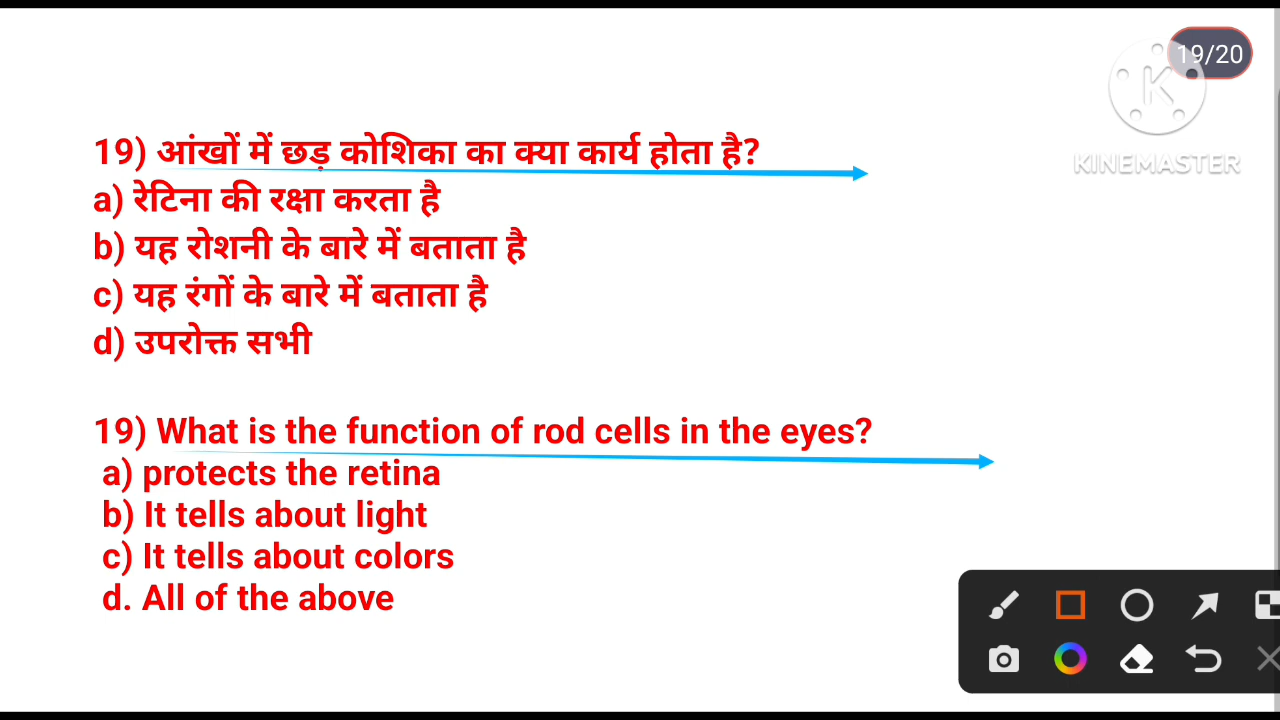 19/20
KINEMASTER
19) आंखों में छड़ कोशिका का क्या कार्य होता है?
a) रेटिना की रक्षा करता है
b) यह रोशनी के बारे में बताता है
c) यह रंगों के बारे में बताता है
d) उपरोक्त सभी
19) What is the function of rod cells in the eyes?
a) protects the retina
b) It tells about light
c) It tells about colors
d. All of the above